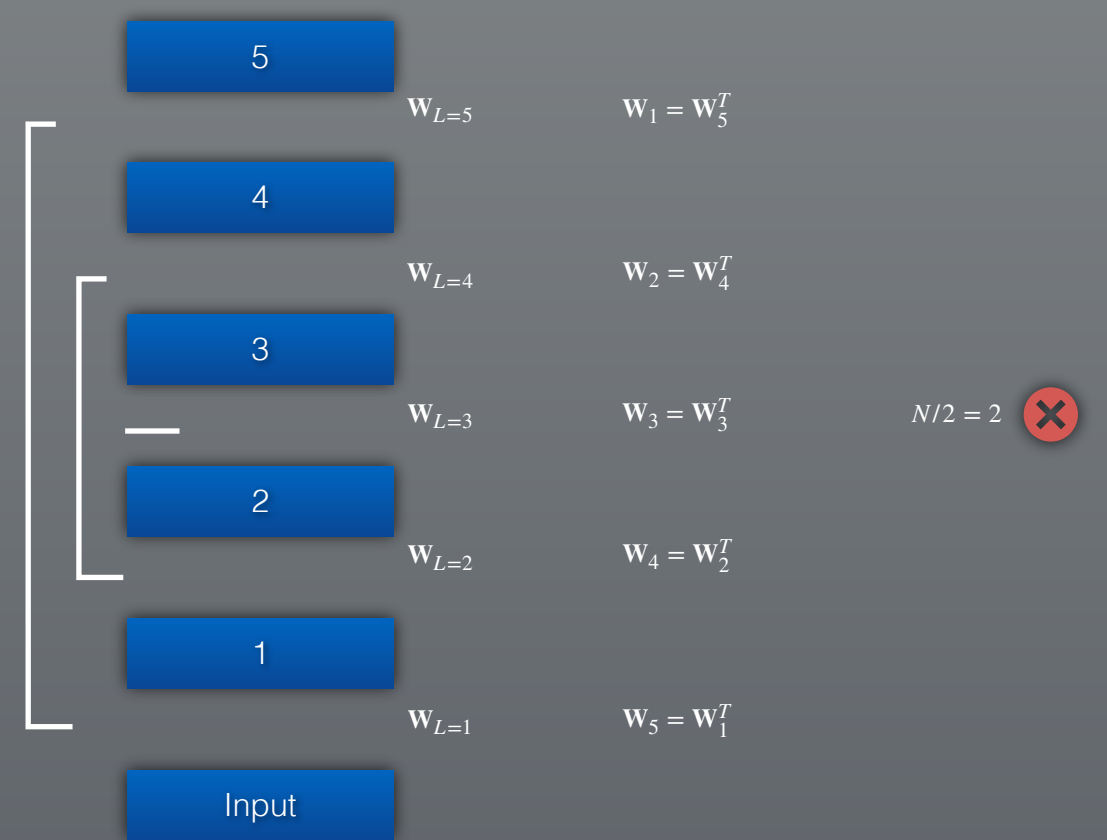 5
W_{L=5} W_1 = W_5^T
4
W_{L=4} W_2 = W_4^T
3
W_{L=3} W_3 = W_3^T N/2 = 2
2
W_{L=2} W_4 = W_2^T
1
W_{L=1} W_5 = W_1^T
Input